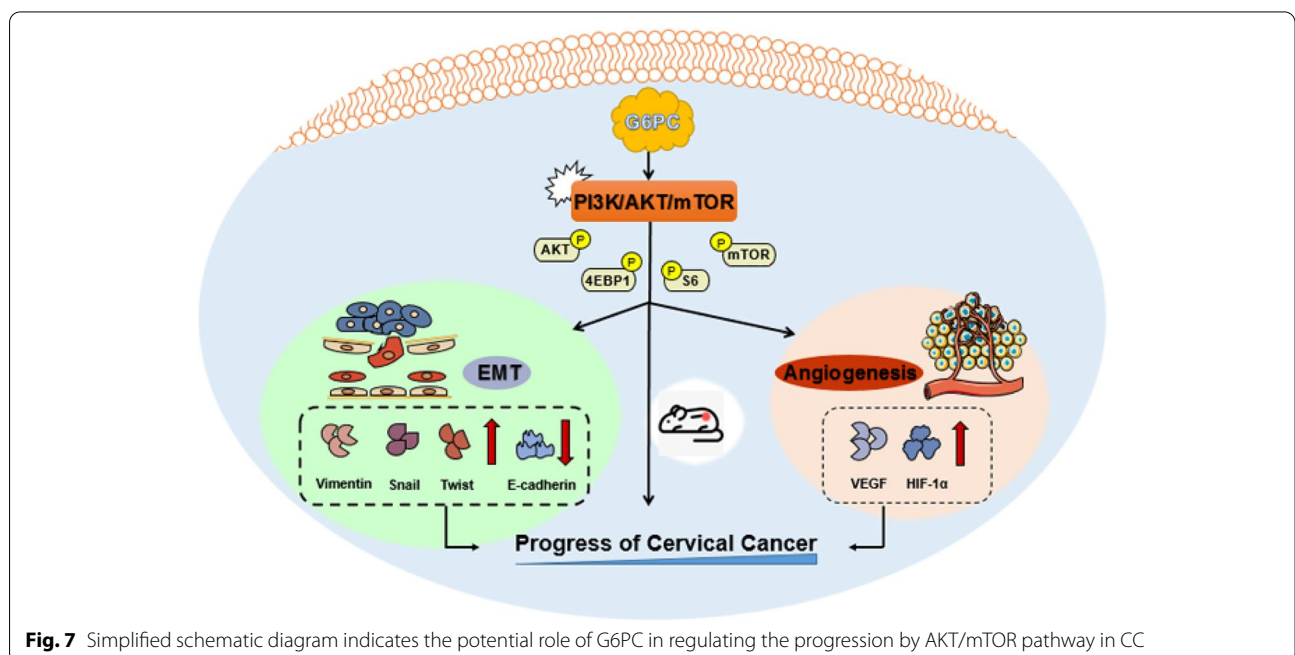 G6PC
PI3K/AKT/mTOR
P
AKT
P
4EBP1
P
S6
P
mTOR
EMT
Angiogenesis
Vimentin Snail Twist E-cadherin
VEGF HIF-1α
Progress of Cervical Cancer
Fig. 7 Simplified schematic diagram indicates the potential role of G6PC in regulating the progression by AKT/mTOR pathway in CC